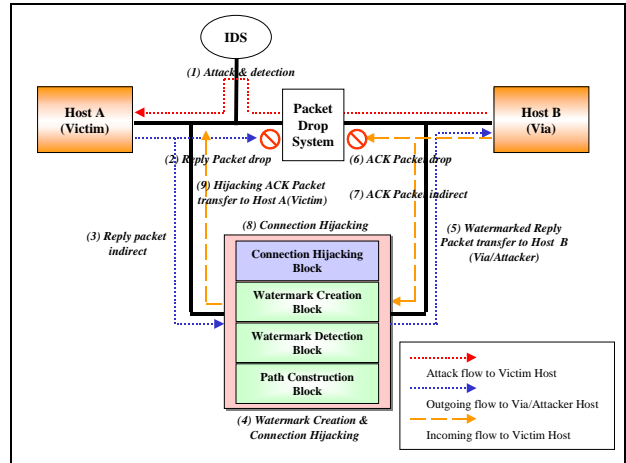 IDS
(1) Attack & detection
Host A
(Victim)
Packet
Drop
System
Host B
(Via)
(2) Reply Packet drop
(6) ACK Packet drop
(9) Hijacking ACK Packet
transfer to Host A(Victim)
(7) ACK Packet indirect
(3) Reply packet
indirect
(8) Connection Hijacking
(5) Watermarked Reply
Packet transfer to Host B
(Via/Attacker)
Connection Hijacking
Block
Watermark Creation
Block
Watermark Detection
Block
Path Construction
Block
(4) Watermark Creation &
Connection Hijacking
Attack flow to Victim Host
Outgoing flow to Via/Attacker Host
Incoming flow to Victim Host